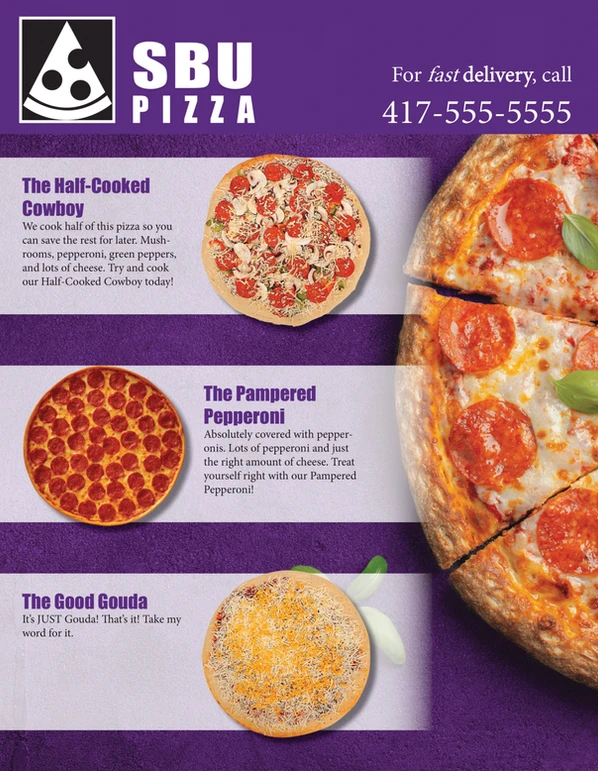 SBU
PIZZA
For fast delivery, call
417-555-5555
The Half-Cooked
Cowboy
We cook half of this pizza so you
can save the rest for later. Mush-
rooms, pepperoni, green peppers,
and lots of cheese. Try and cook
our Half-Cooked Cowboy today!
The Pampered
Pepperoni
Absolutely covered with pepper-
onis. Lots of pepperoni and just
the right amount of cheese. Treat
yourself right with our Pampered
Pepperoni!
The Good Gouda
It's JUST Gouda! That's it! Take my
word for it.